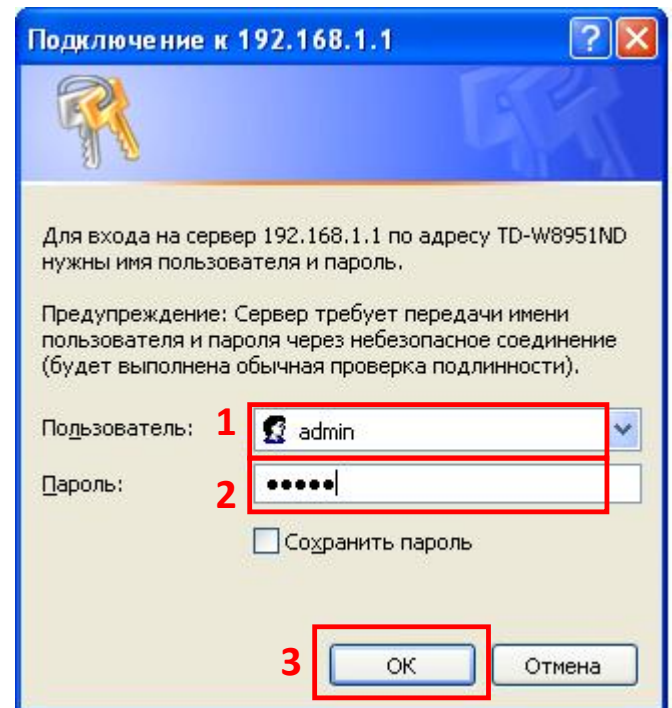 Подключение к 192.168.1.1
Для входа на сервер 192.168.1.1 по адресу TD-W8951ND
нужны имя пользователя и пароль.
Предупреждение: Сервер требует передачи имени
пользователя и пароля через небезопасное соединение
(будет выполнена обычная проверка подлинности).
Пользователь: 1 admin
Пароль: 2 •••••
Сохранить пароль
3 ОК Отмена